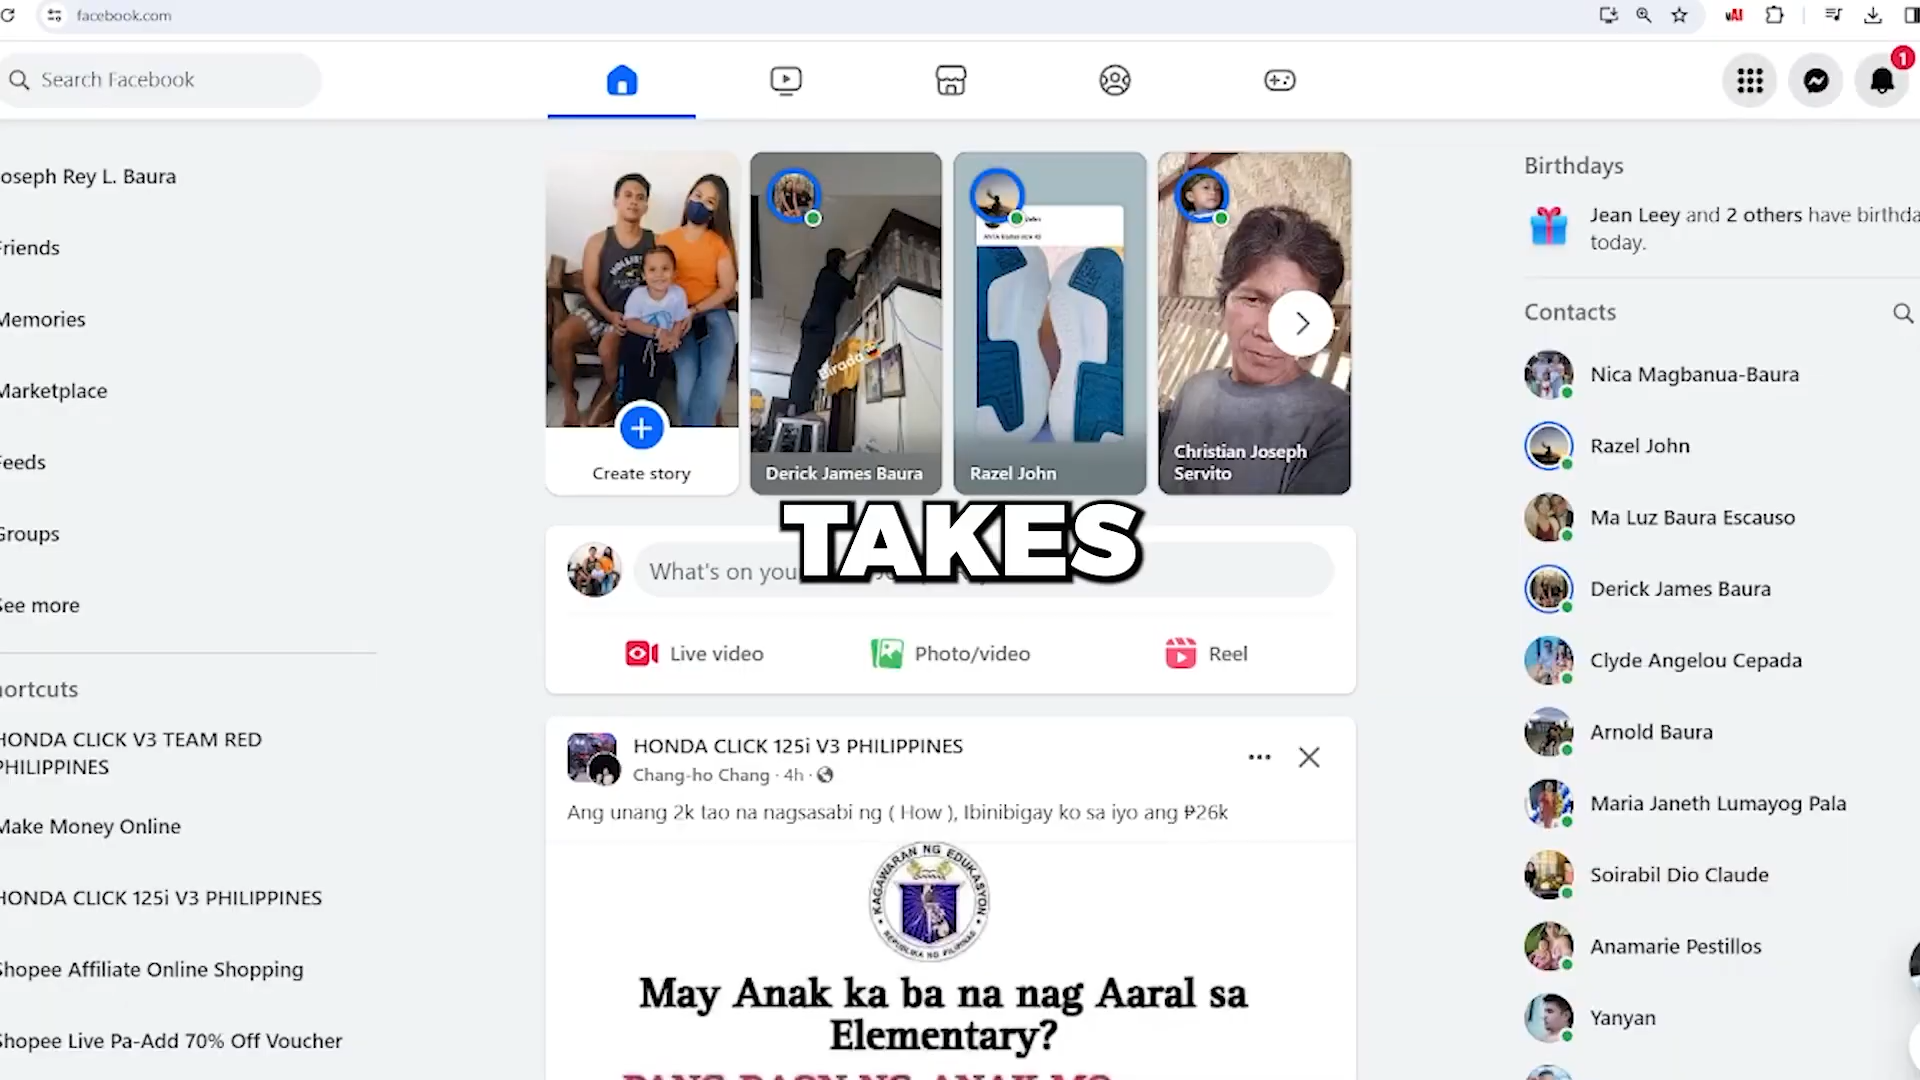 facebook.com
Search Facebook
1
oseph Rey L. Baura
Friends
Memories
Marketplace
Feeds
Groups
See more
ortcuts
HONDA CLICK V3 TEAM RED
PHILIPPINES
Make Money Online
HONDA CLICK 125i V3 PHILIPPINES
Shopee Affiliate Online Shopping
Shopee Live Pa-Add 70% Off Voucher
Create story
Birada
Derick James Baura
Razel John
Christian Joseph
Servito
TAKES
What's on you
Live video
Photo/video
Reel
HONDA CLICK 125i V3 PHILIPPINES
Chang-ho Chang · 4h ·
Ang unang 2k tao na nagsasabi ng ( How ), Ibinibigay ko sa iyo ang ₱26k
KAGAWARAN NG EDUKASYON
REPUBLIKA NG PILIPINAS
May Anak ka ba na nag Aaral sa
Elementary?
Birthdays
Jean Leey and 2 others have birthda
today.
Contacts
Nica Magbanua-Baura
Razel John
Ma Luz Baura Escauso
Derick James Baura
Clyde Angelou Cepada
Arnold Baura
Maria Janeth Lumayog Pala
Soirabil Dio Claude
Anamarie Pestillos
Yanyan